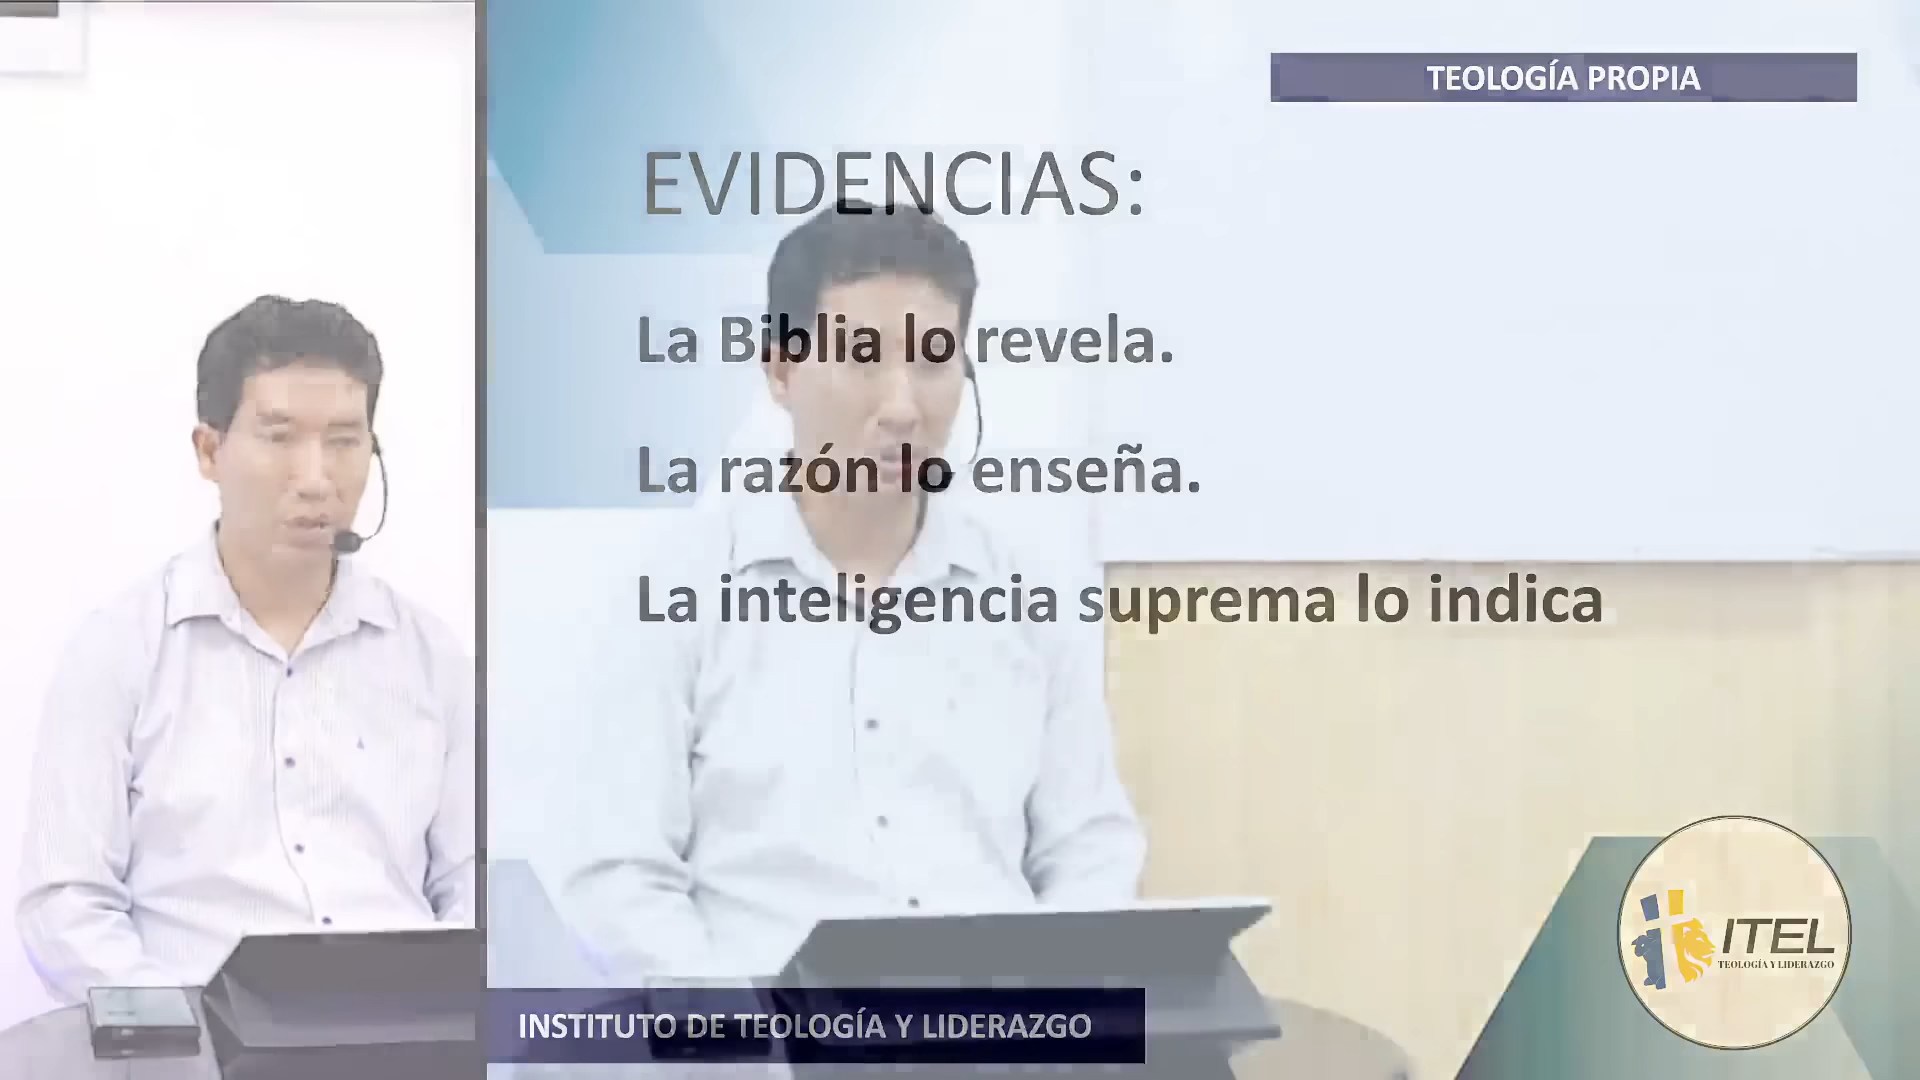 TEOLOGÍA PROPIA
EVIDENCIAS:
La Biblia lo revela.
La razón lo enseña.
La inteligencia suprema lo indica
ITEL
TEOLOGÍA Y LIDERAZGO
INSTITUTO DE TEOLOGÍA Y LIDERAZGO